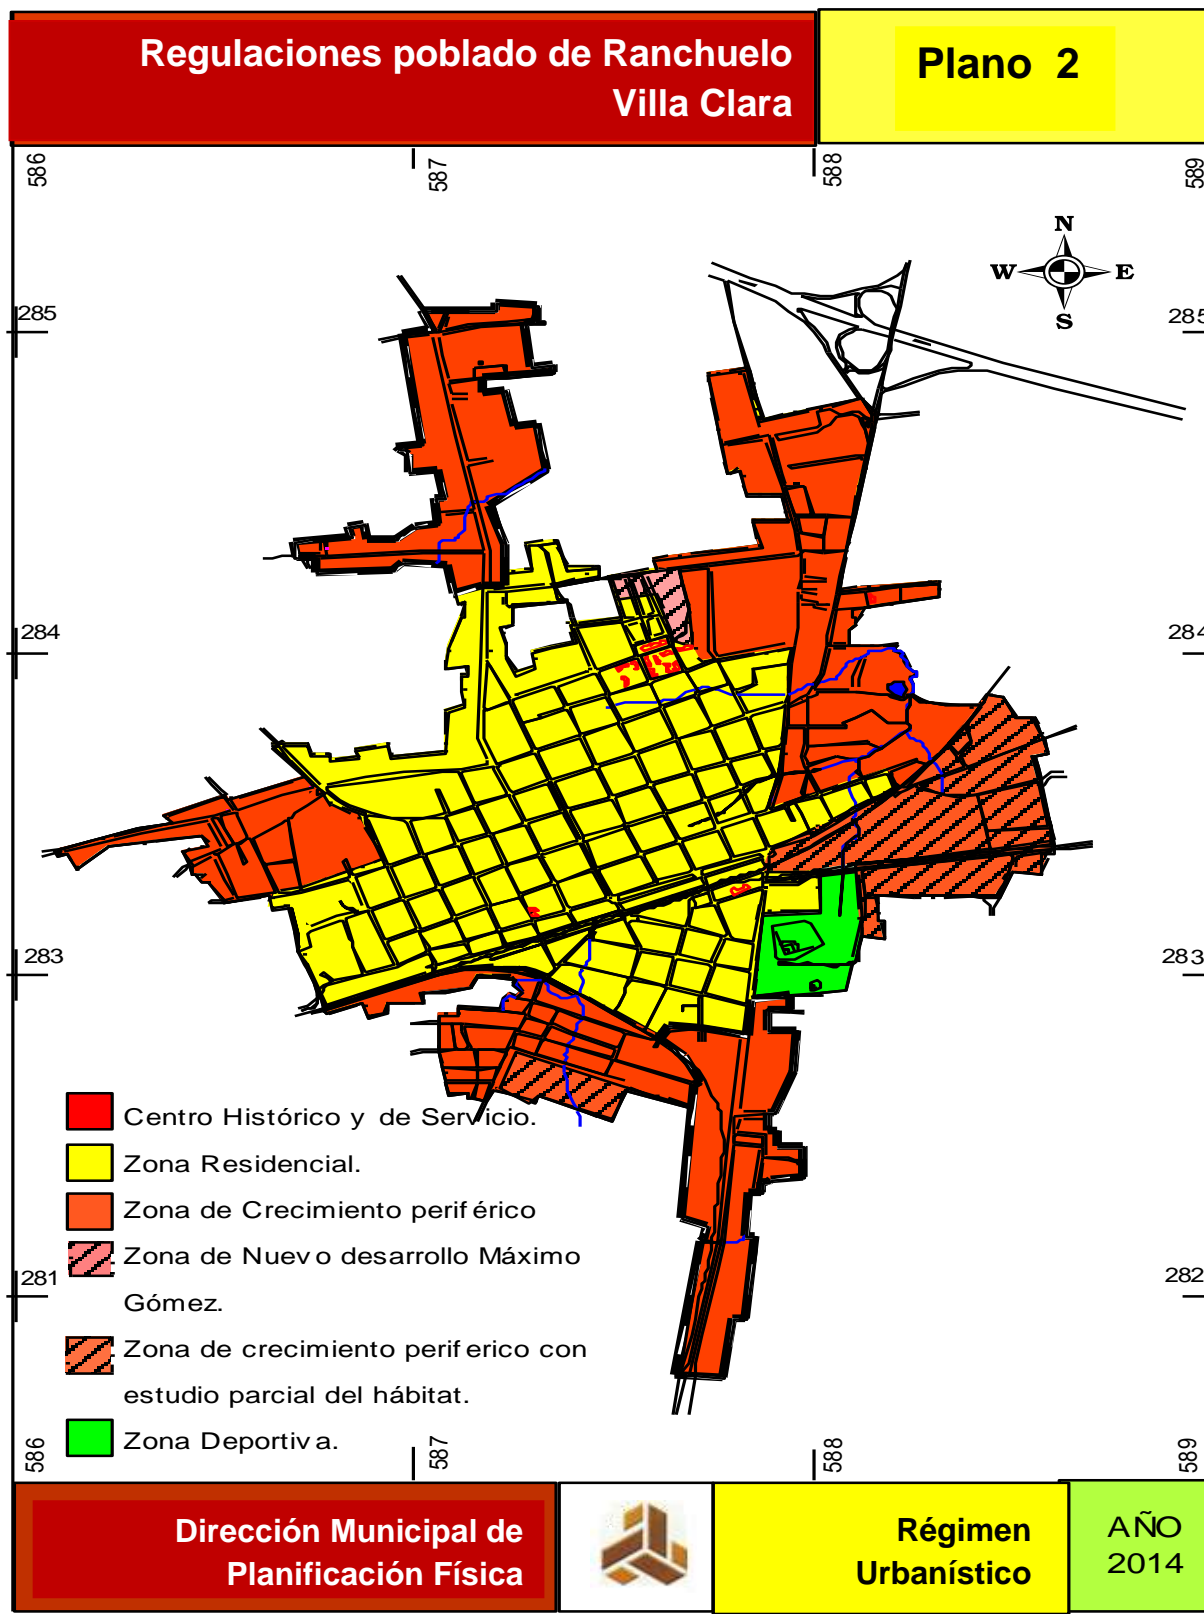 Regulaciones poblado de Ranchuelo
Villa Clara
Plano 2
586
587
588
589
N
W E
S
285
285
284
284
283
283
Centro Histórico y de Servicio.
Zona Residencial.
Zona de Crecimiento periférico
Zona de Nuevo desarrollo Máximo
Gómez.
281
282
Zona de crecimiento periferico con
estudio parcial del hábitat.
Zona Deportiva.
586
587
588
589
Dirección Municipal de
Planificación Física
Régimen
Urbanístico
AÑO
2014